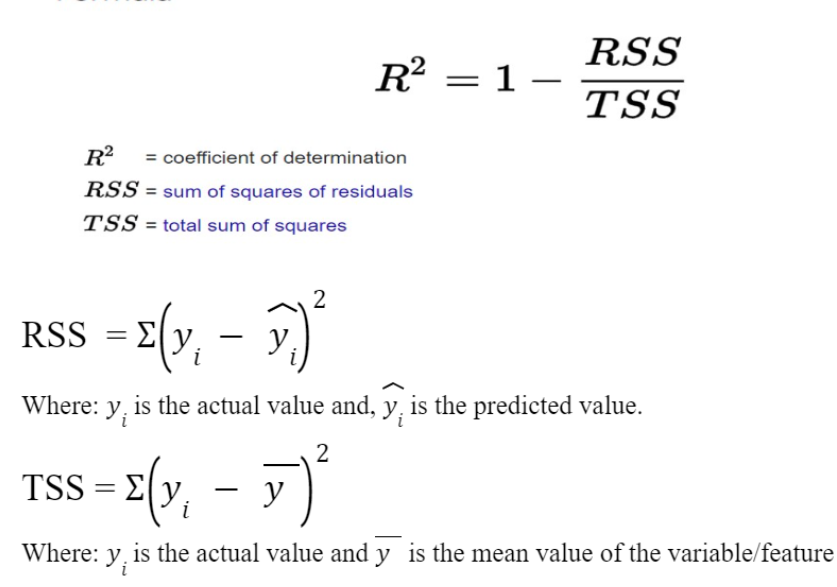 R² = 1 − RSS / TSS
R² = coefficient of determination
RSS = sum of squares of residuals
TSS = total sum of squares
RSS = Σ(yᵢ − ŷᵢ)²
Where: yᵢ is the actual value and, ŷᵢ is the predicted value.
TSS = Σ(yᵢ − ȳ)²
Where: yᵢ is the actual value and ȳ is the mean value of the variable/feature